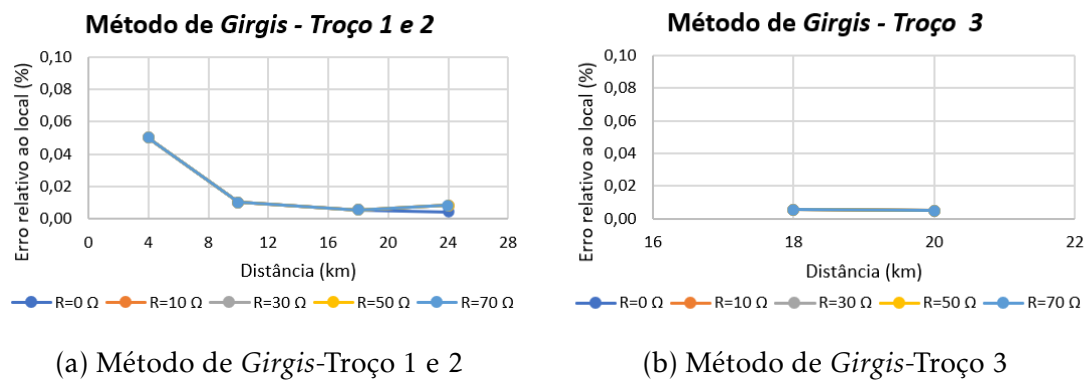 Método de Girgis - Troço 1 e 2
Erro relativo ao local (%)
0,10
0,08
0,06
0,04
0,02
0,00
0 4 8 12 16 20 24 28
Distância (km)
R=0 Ω R=10 Ω R=30 Ω R=50 Ω R=70 Ω
(a) Método de Girgis-Troço 1 e 2
Método de Girgis - Troço 3
Erro relativo ao local (%)
0,10
0,08
0,06
0,04
0,02
0,00
16 18 20 22
Distância (km)
R=0 Ω R=10 Ω R=30 Ω R=50 Ω R=70 Ω
(b) Método de Girgis-Troço 3